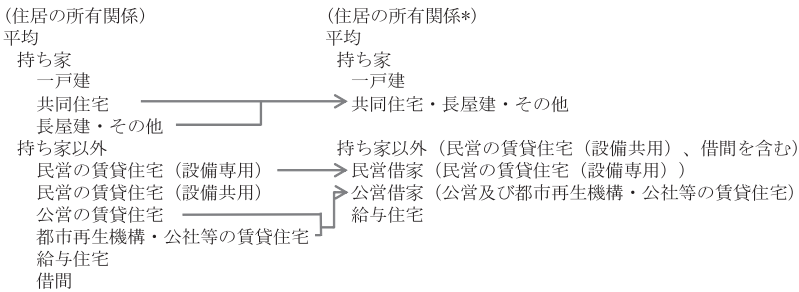 （住居の所有関係）
平均
持ち家
一戸建
共同住宅
長屋建・その他
持ち家以外
民営の賃貸住宅（設備専用）
民営の賃貸住宅（設備共用）
公営の賃貸住宅
都市再生機構・公社等の賃貸住宅
給与住宅
借間
（住居の所有関係*）
平均
持ち家
一戸建
共同住宅・長屋建・その他
持ち家以外（民営の賃貸住宅（設備共用）、借間を含む）
民営借家（民営の賃貸住宅（設備専用））
公営借家（公営及び都市再生機構・公社等の賃貸住宅）
給与住宅